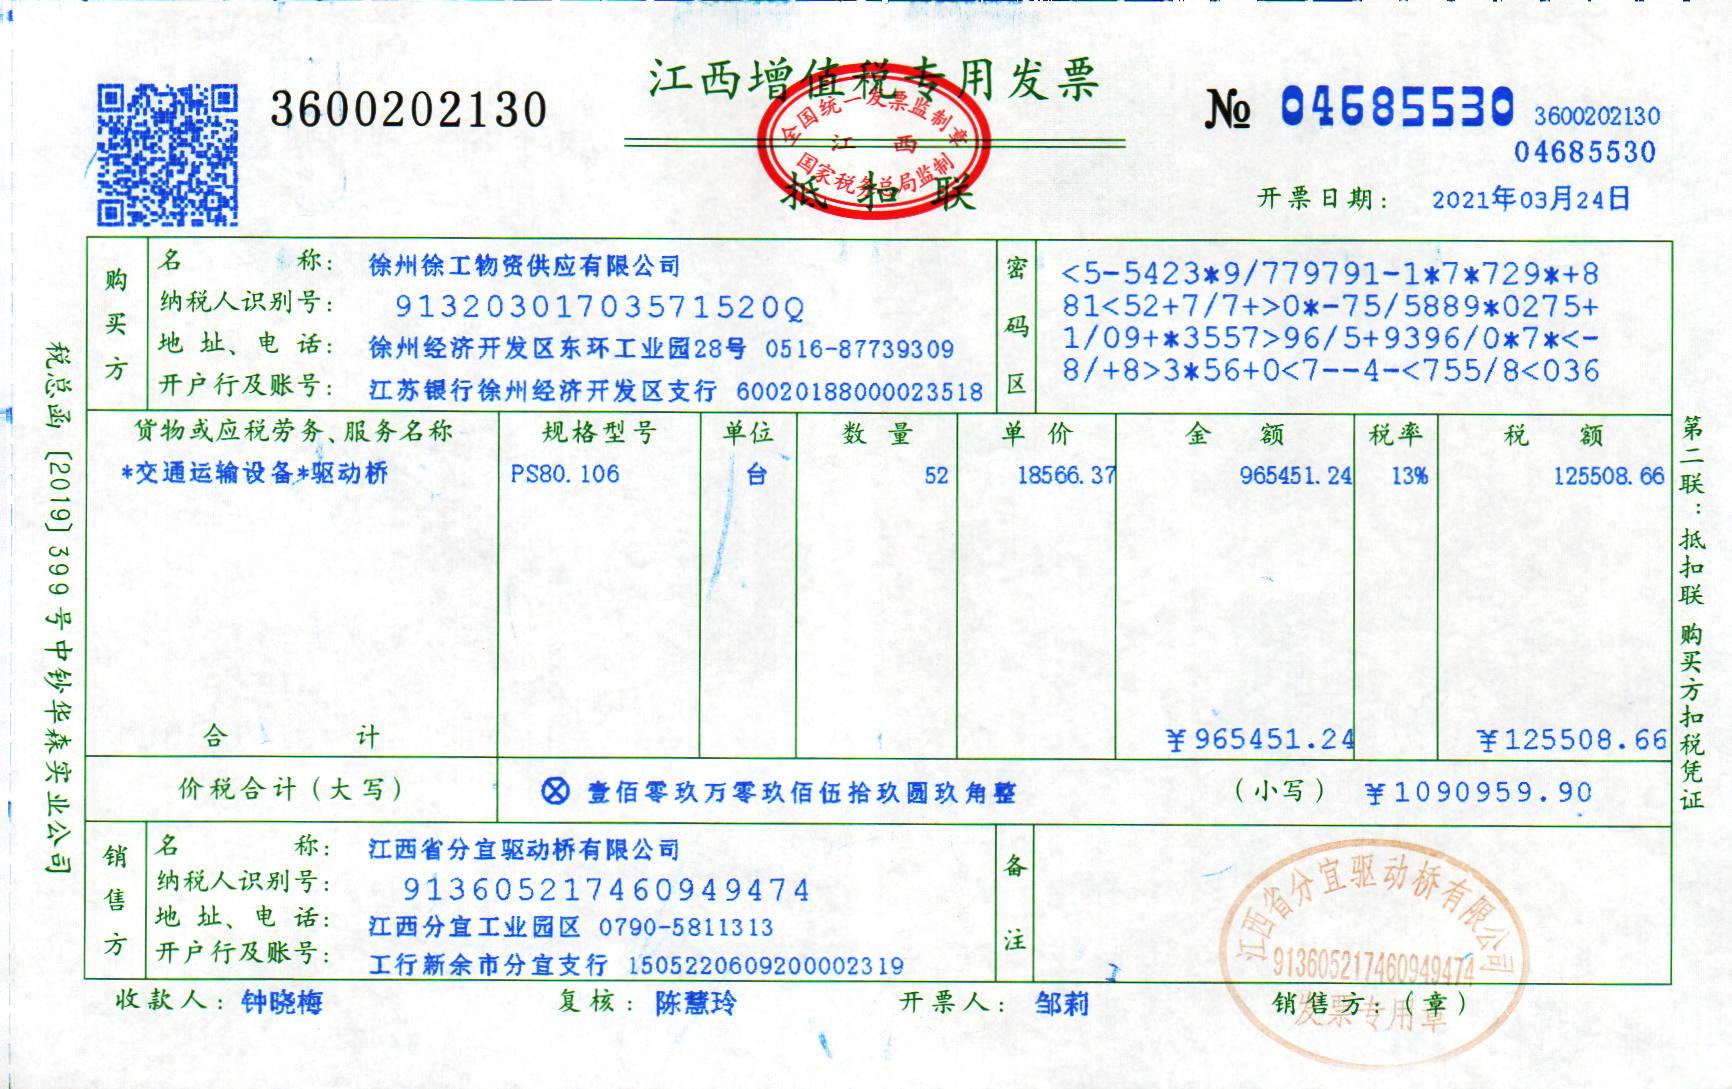 江西增值税专用发票
3600202130
№ 04685530 3600202130
04685530
全国统一发票监制章
江西
国家税务总局监制
抵扣联
开票日期: 2021年03月24日
购买方
名称: 徐州徐工物资供应有限公司
纳税人识别号: 91320301703571520Q
地址、电话: 徐州经济开发区东环工业园28号 0516-87739309
开户行及账号: 江苏银行徐州经济开发区支行 60020188000023518
密码区
<5-5423*9/779791-1*7*729*+8
81<52+7/7+>0*-75/5889*0275+
1/09+*3557>96/5+9396/0*7*<-
8/+8>3*56+0<7--4-<755/8<036
货物或应税劳务、服务名称 规格型号 单位 数量 单价 金额 税率 税额
*交通运输设备*驱动桥 PS80.106 台 52 18566.37 965451.24 13% 125508.66
合计 ¥965451.24 ¥125508.66
价税合计(大写) ⊗壹佰零玖万零玖佰伍拾玖圆玖角整 (小写) ¥1090959.90
销售方
名称: 江西省分宜驱动桥有限公司
纳税人识别号: 913605217460949474
地址、电话: 江西分宜工业园区 0790-5811313
开户行及账号: 工行新余市分宜支行 1505220609200002319
备注
江西省分宜驱动桥有限公司
913605217460949474
发票专用章
收款人: 钟晓梅 复核: 陈慧玲 开票人: 邹莉 销售方:(章)
税总函[2019]399号中钞华森实业公司
第二联:抵扣联 购买方扣税凭证